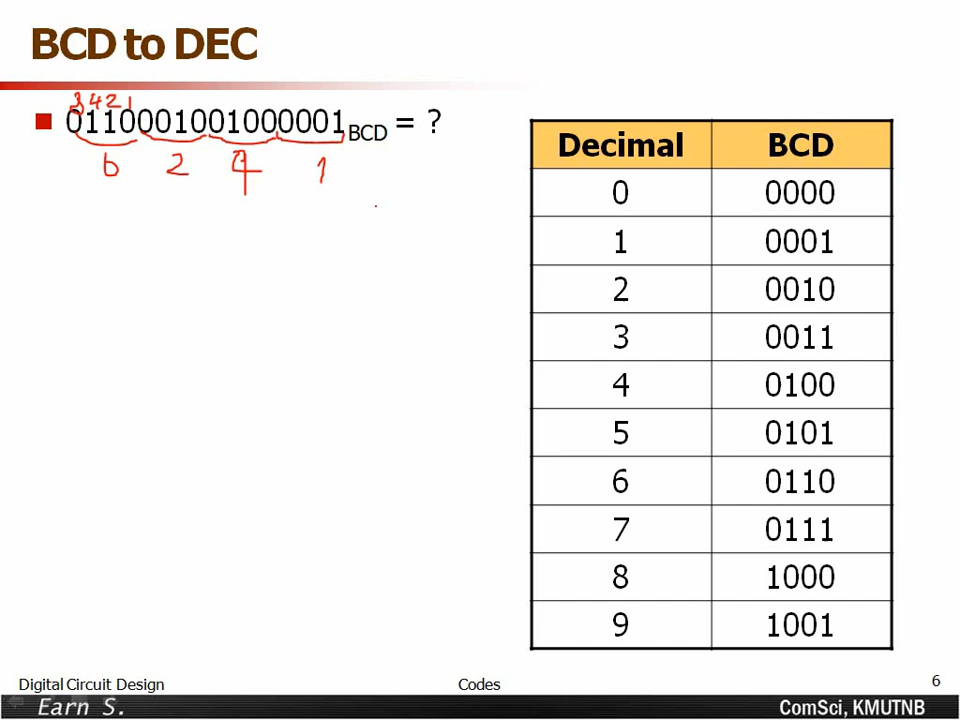 BCD to DEC
8421
0110001001000001BCD = ?
6 2 4 1
Decimal BCD
0 0000
1 0001
2 0010
3 0011
4 0100
5 0101
6 0110
7 0111
8 1000
9 1001
Digital Circuit Design Codes 6
Earn S. ComSci, KMUTNB